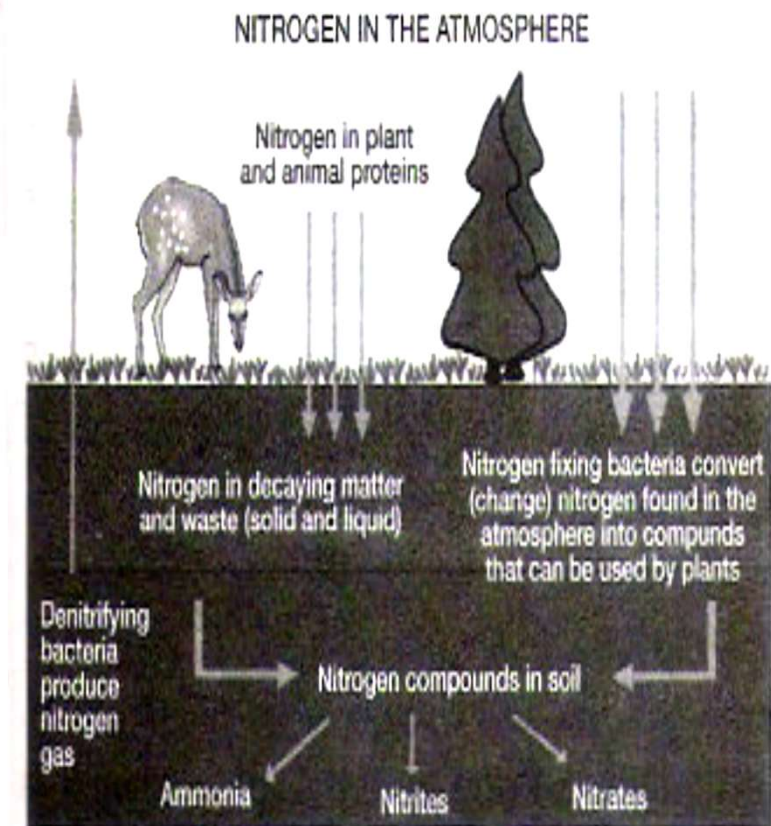 NITROGEN IN THE ATMOSPHERE
Nitrogen in plant
and animal proteins
Nitrogen in decaying matter
and waste (solid and liquid)
Nitrogen fixing bacteria convert
(change) nitrogen found in the
atmosphere into compunds
that can be used by plants
Denitrifying
bacteria
produce
nitrogen
gas
Nitrogen compounds in soil
Ammonia
Nitrites
Nitrates